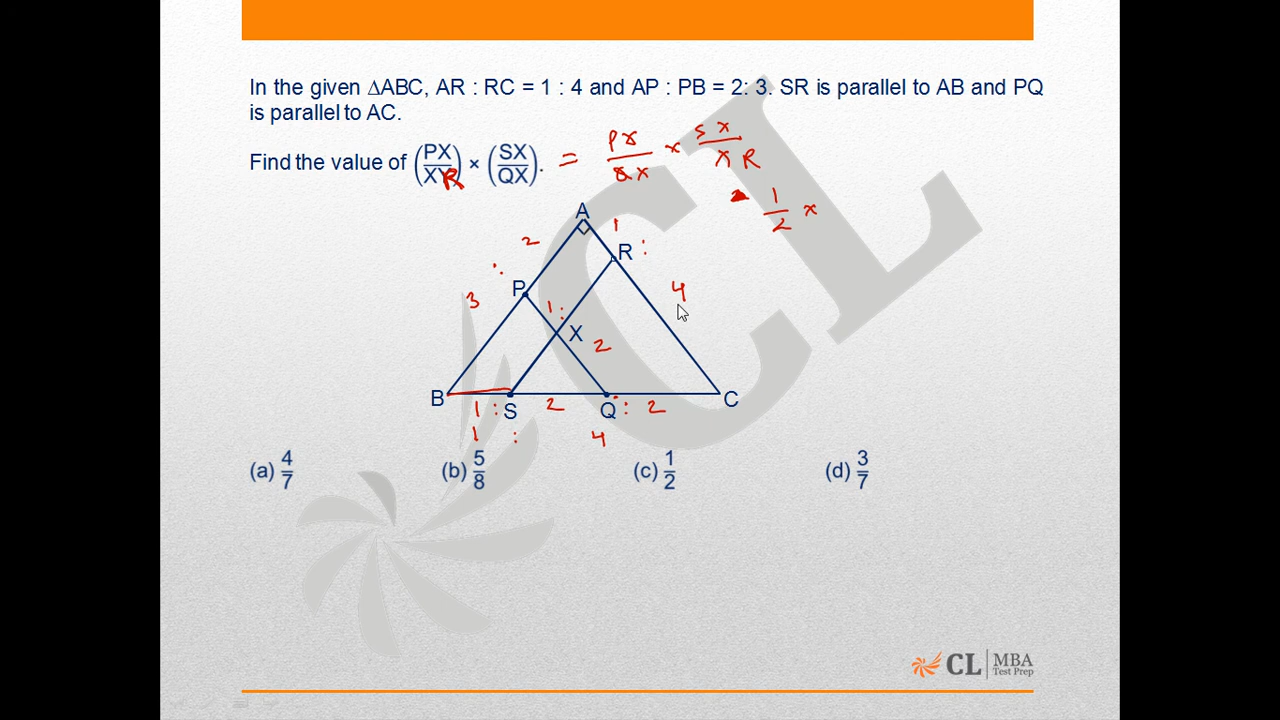 In the given ∆ABC, AR : RC = 1 : 4 and AP : PB = 2: 3. SR is parallel to AB and PQ
is parallel to AC.
Find the value of (PX/XR) × (SX/QX). = PX/QX × SX/XR
= 1/2 ×
A
1
2 :
R :
P
3
4
1 :
X
2
B
S
Q
C
1 : 2 : 2
1 : 4
(a) 4/7 (b) 5/8 (c) 1/2 (d) 3/7
CL
CL MBA
Test Prep